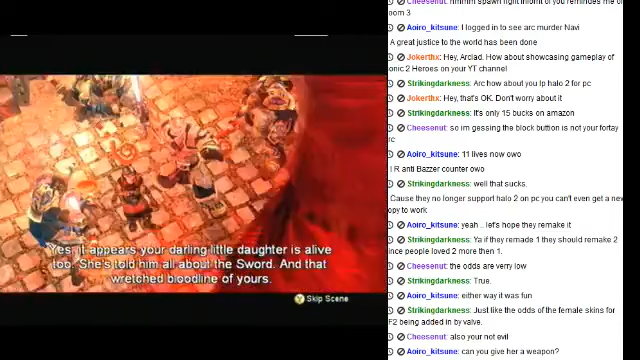 Yes, it appears your darling little daughter is alive
too. She's told him all about the Sword. And that
wretched bloodline of yours.
Y Skip Scene
Cheesenut: hmmm spawn right infornt of you reminds me of
oom 3
Aoiro_kitsune: I logged in to see arc murder Navi
A great justice to the world has been done
Jokerthx: Hey, Arclad. How about showcasing gameplay of
onic 2 Heroes on your YT channel
Strikingdarkness: Arc how about you lp halo 2 for pc
Jokerthx: Hey, that's OK. Don't worry about it
Strikingdarkness: It's only 15 bucks on amazon
Cheesenut: so im gessing the block button is not your fortay
rc
Aoiro_kitsune: 11 lives now owo
I R anti Bazzer counter owo
Strikingdarkness: well that sucks.
Cause they no longer support halo 2 on pc you can't even get a new
opy to work
Aoiro_kitsune: yeah .. let's hope they remake it
Strikingdarkness: Ya if they remade 1 they should remake 2
ince people loved 2 more then 1.
Cheesenut: the odds are verry low
Strikingdarkness: True.
Aoiro_kitsune: either way it was fun
Strikingdarkness: Just like the odds of the female skins for
F2 being added in by valve.
Cheesenut: also your not evil
Aoiro_kitsune: can you give her a weapon?